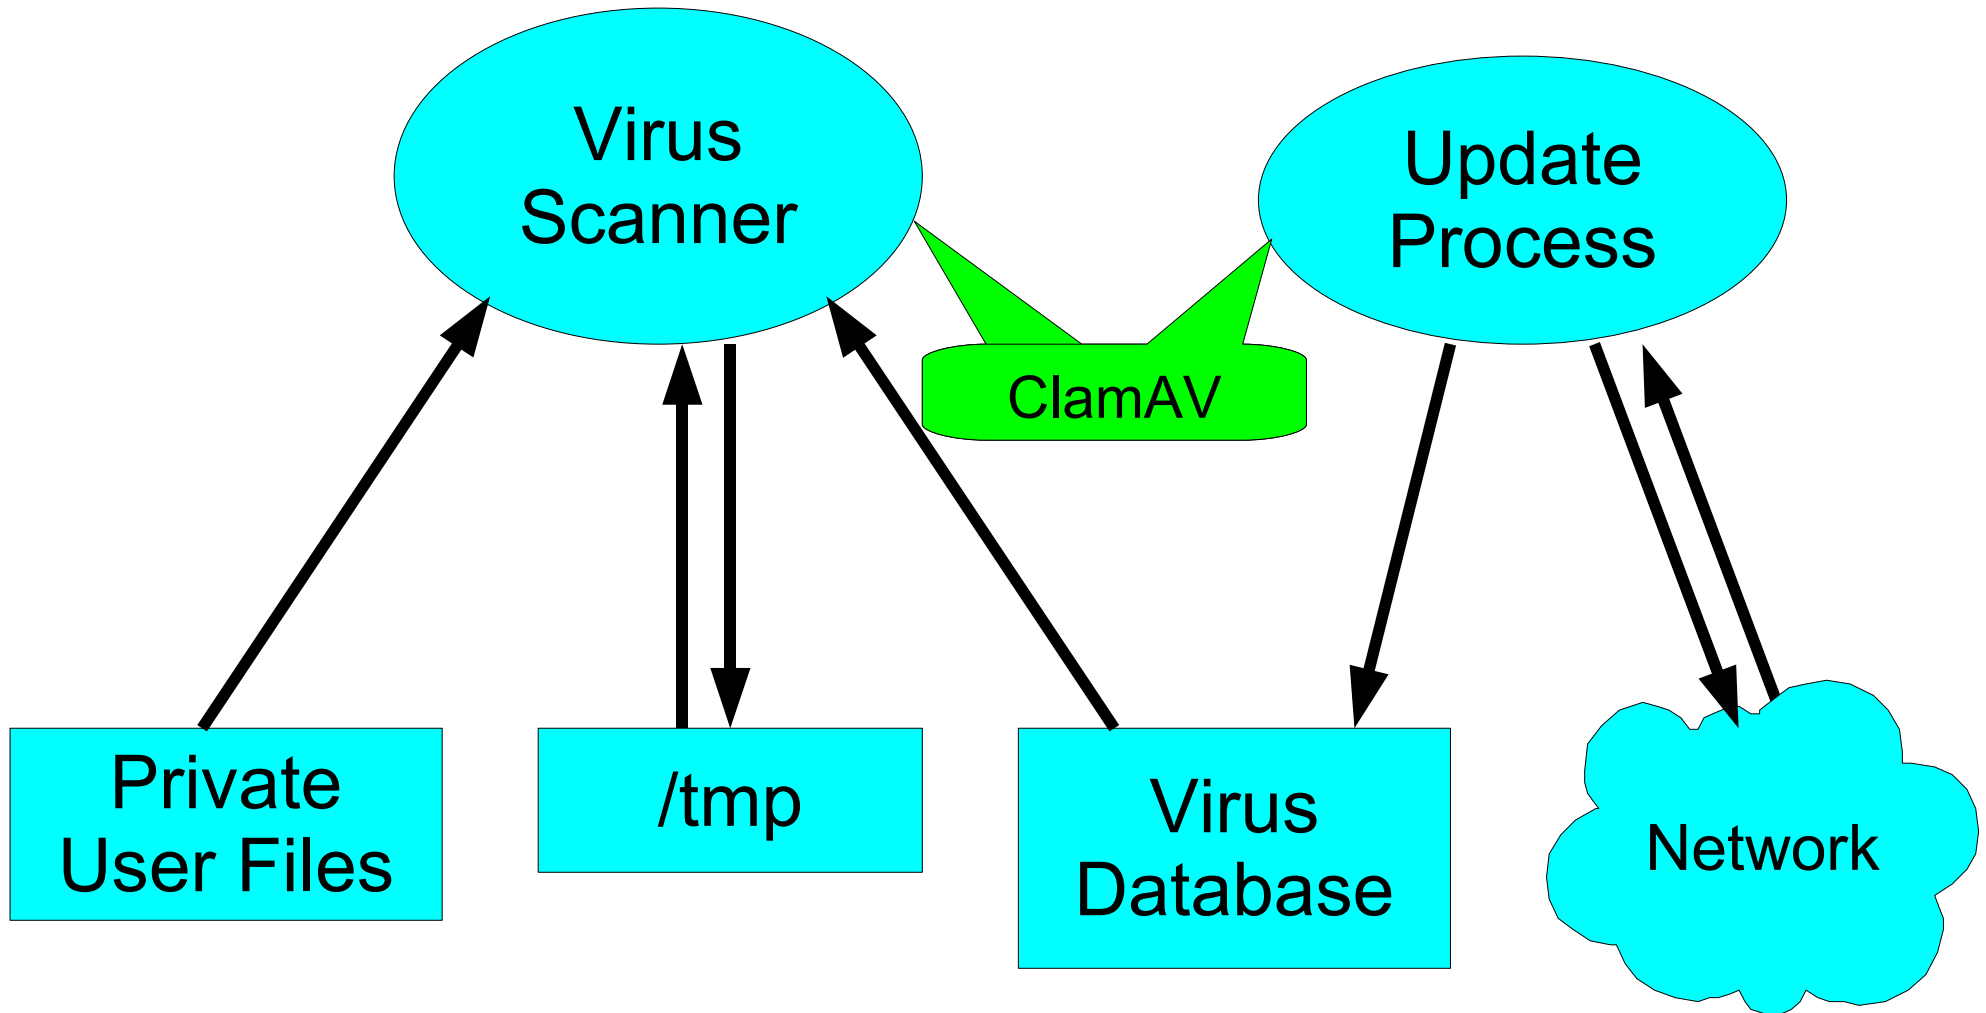 Virus
Scanner
Update
Process
ClamAV
Private
User Files
/tmp
Virus
Database
Network